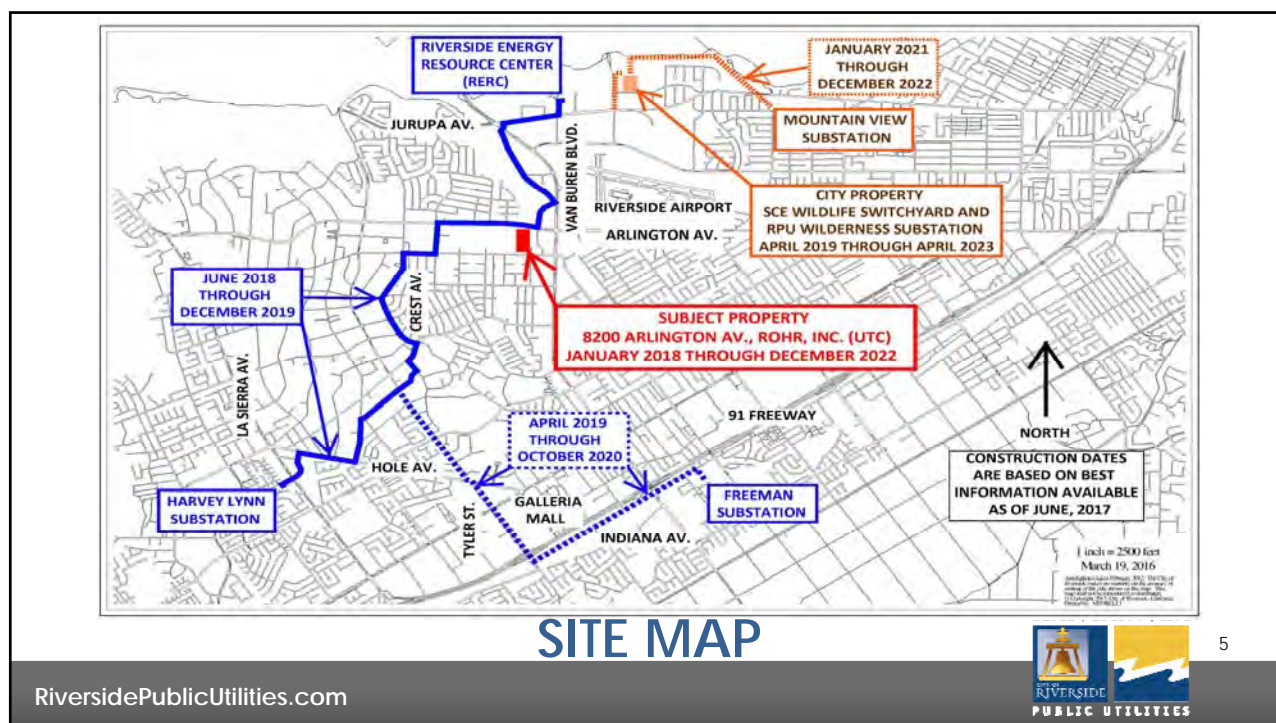 RIVERSIDE ENERGY
RESOURCE CENTER
(RERC)
JANUARY 2021
THROUGH
DECEMBER 2022
JURUPA AV.
VAN BUREN BLVD.
MOUNTAIN VIEW
SUBSTATION
RIVERSIDE AIRPORT
ARLINGTON AV.
CITY PROPERTY
SCE WILDLIFE SWITCHYARD AND
RPU WILDERNESS SUBSTATION
APRIL 2019 THROUGH APRIL 2023
JUNE 2018
THROUGH
DECEMBER 2019
CREST AV.
SUBJECT PROPERTY
8200 ARLINGTON AV., ROHR, INC. (UTC)
JANUARY 2018 THROUGH DECEMBER 2022
LA SIERRA AV.
91 FREEWAY
APRIL 2019
THROUGH
OCTOBER 2020
NORTH
HOLE AV.
CONSTRUCTION DATES
ARE BASED ON BEST
INFORMATION AVAILABLE
AS OF JUNE, 2017
HARVEY LYNN
SUBSTATION
TYLER ST.
GALLERIA
MALL
FREEMAN
SUBSTATION
INDIANA AV.
1 inch = 2500 feet
March 19, 2016
SITE MAP
5
RiversidePublicUtilities.com
CITY OF
RIVERSIDE
PUBLIC UTILITIES